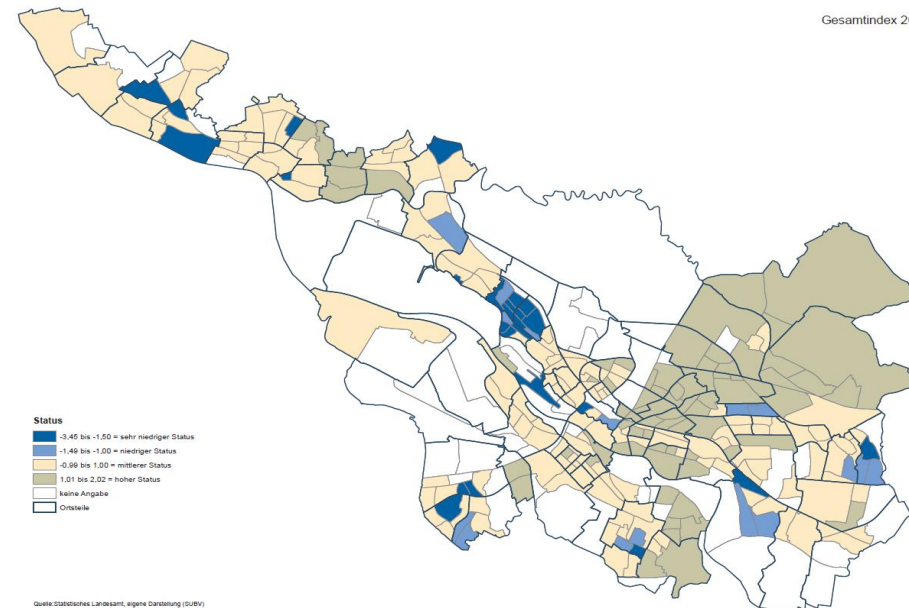 Gesamtindex 20
Status
-3,45 bis -1,50 = sehr niedriger Status
-1,49 bis -1,00 = niedriger Status
-0,99 bis 1,00 = mittlerer Status
1,01 bis 2,02 = hoher Status
keine Angabe
Ortsteile
Quelle:Statistisches Landesamt, eigene Darstellung (SUBV)